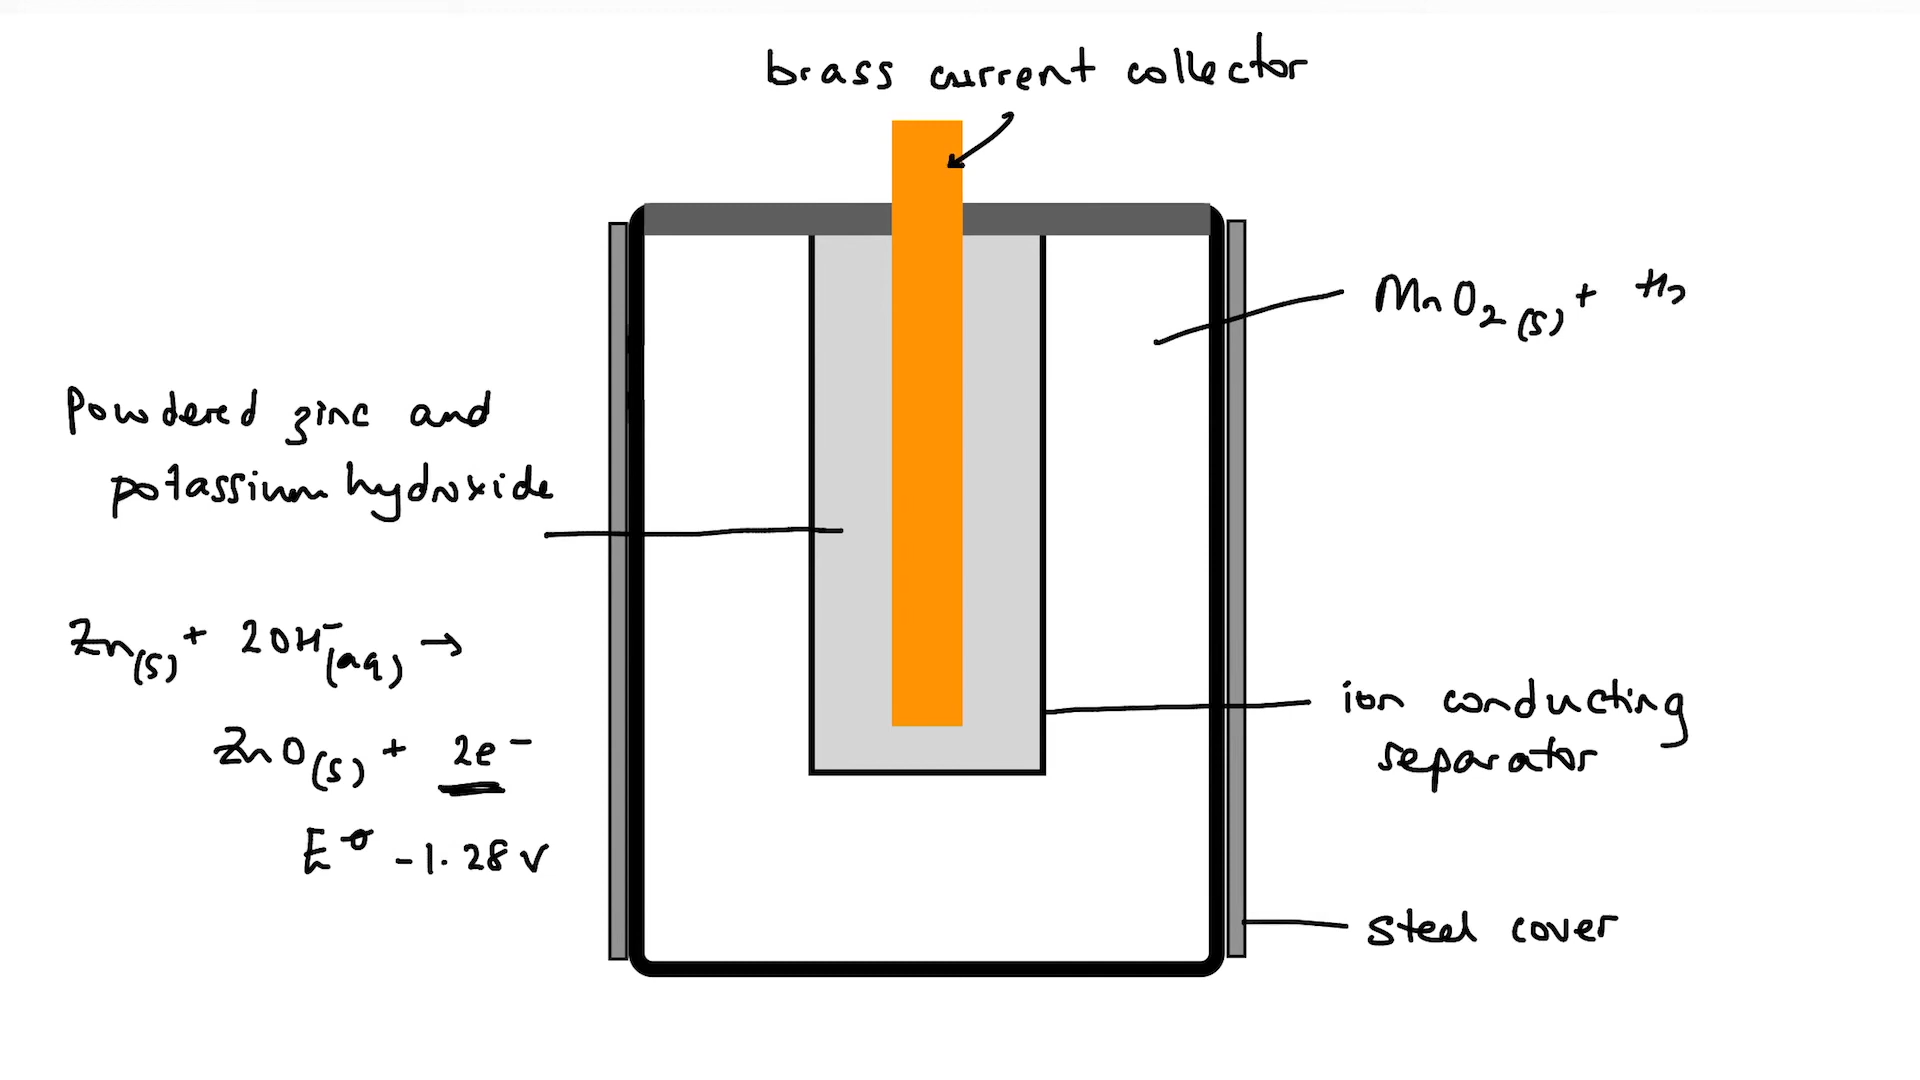 brass current collector
MnO₂(s) + H₂
Powdered zinc and
potassium hydroxide
Zn(s) + 2OH⁻(aq) →
ZnO(s) + 2e⁻
E⦵ -1.28 V
ion conducting
separator
steel cover